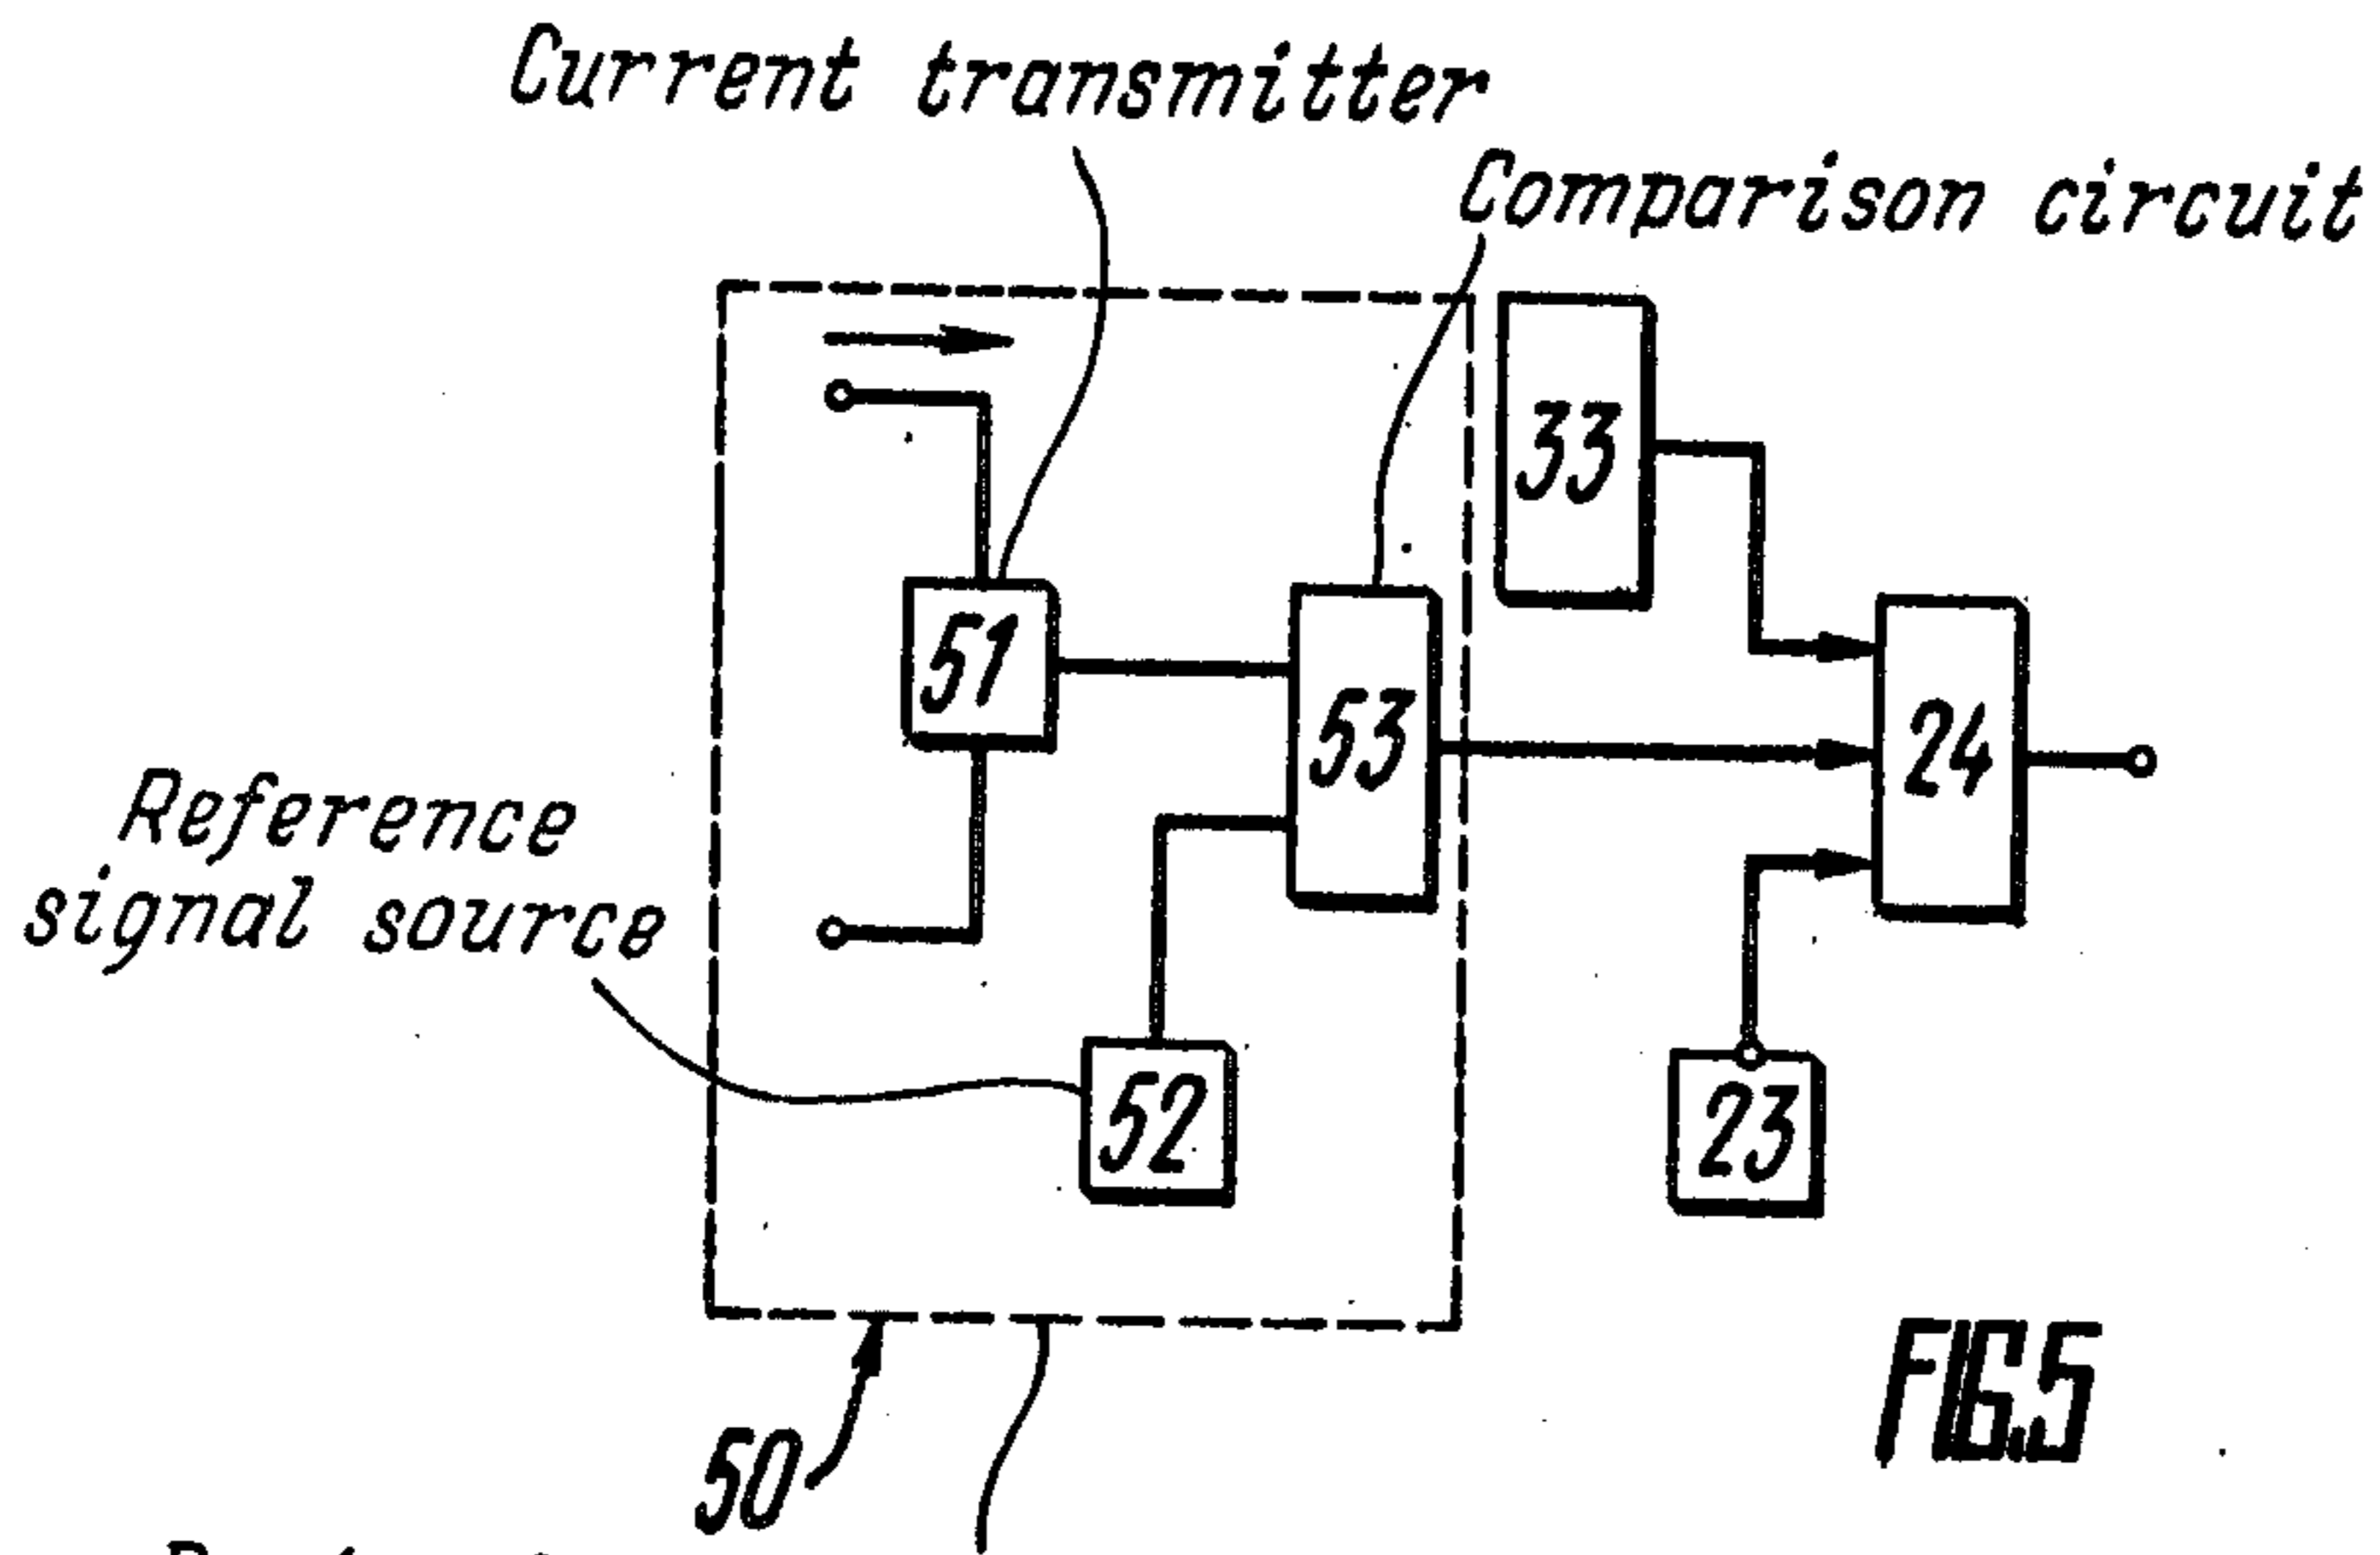 Current transmitter
Comparison circuit
33
51
53
24
Reference
signal source
52
23
50
FIG.5